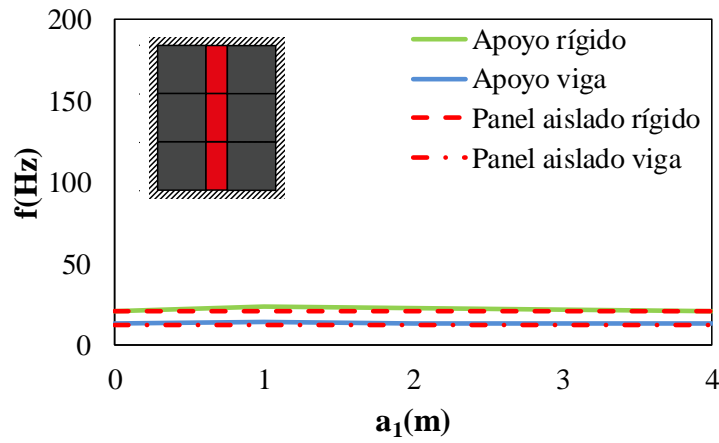 200
150
100
50
0
f(Hz)
Apoyo rígido
Apoyo viga
Panel aislado rígido
Panel aislado viga
0 1 2 3 4
a₁(m)